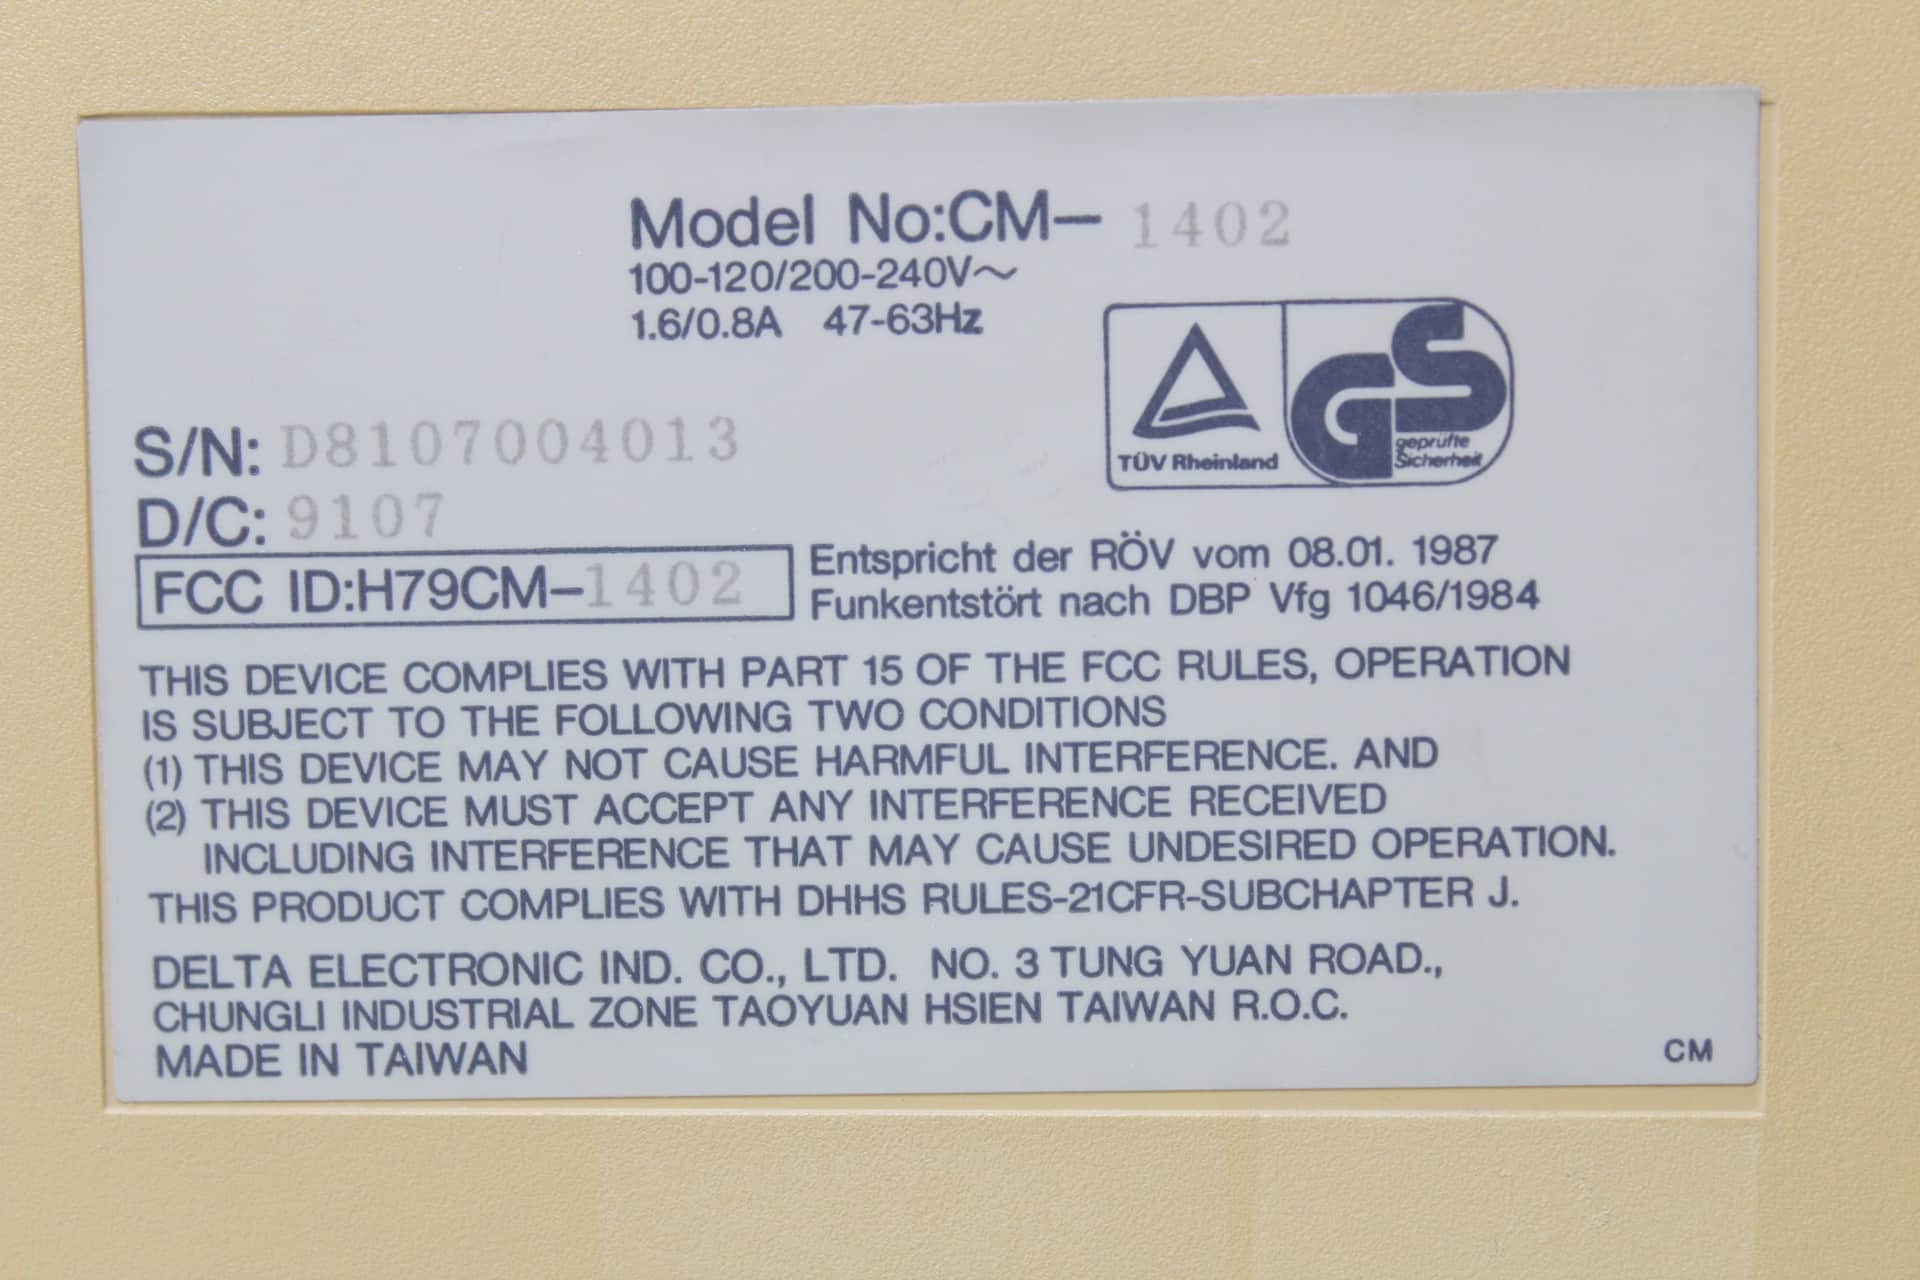 Model No:CM- 1402
100-120/200-240V~
1.6/0.8A 47-63Hz
TÜV Rheinland
GS
geprüfte
Sicherheit
S/N: D8107004013
D/C: 9107
FCC ID:H79CM-1402
Entspricht der RÖV vom 08.01. 1987
Funkentstört nach DBP Vfg 1046/1984
THIS DEVICE COMPLIES WITH PART 15 OF THE FCC RULES, OPERATION
IS SUBJECT TO THE FOLLOWING TWO CONDITIONS
(1) THIS DEVICE MAY NOT CAUSE HARMFUL INTERFERENCE. AND
(2) THIS DEVICE MUST ACCEPT ANY INTERFERENCE RECEIVED
INCLUDING INTERFERENCE THAT MAY CAUSE UNDESIRED OPERATION.
THIS PRODUCT COMPLIES WITH DHHS RULES-21CFR-SUBCHAPTER J.
DELTA ELECTRONIC IND. CO., LTD. NO. 3 TUNG YUAN ROAD.,
CHUNGLI INDUSTRIAL ZONE TAOYUAN HSIEN TAIWAN R.O.C.
MADE IN TAIWAN
CM